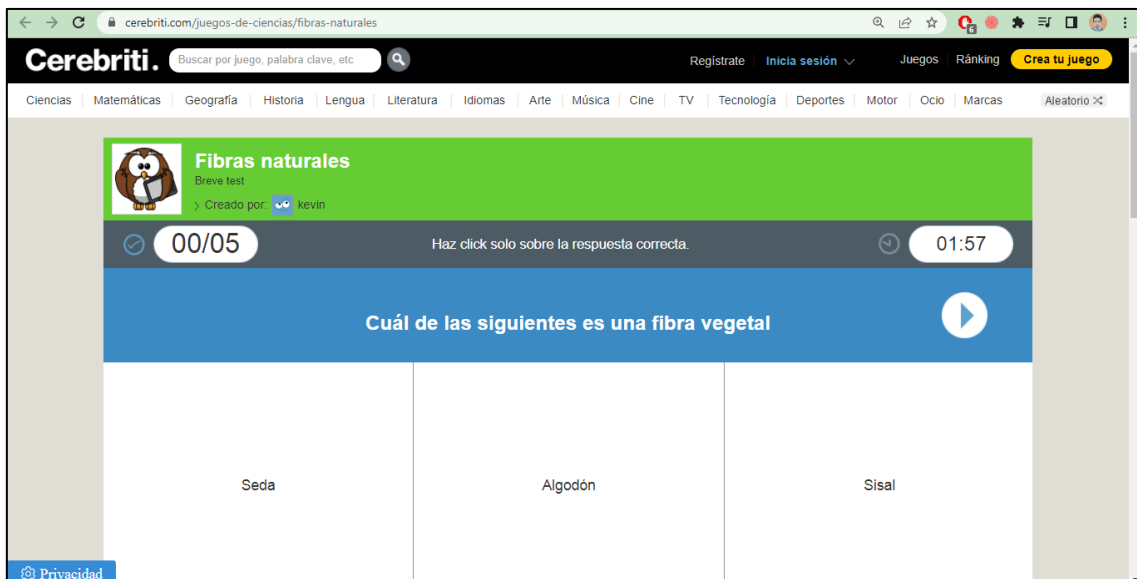 cerebriti.com/juegos-de-ciencias/fibras-naturales
6
Cerebriti.
Buscar por juego, palabra clave, etc
Regístrate Inicia sesión
Juegos Ránking Crea tu juego
Ciencias Matemáticas Geografía Historia Lengua Literatura Idiomas Arte Música Cine TV Tecnología Deportes Motor Ocio Marcas Aleatorio
Fibras naturales
Breve test
> Creado por: kevin
00/05 Haz click solo sobre la respuesta correcta. 01:57
Cuál de las siguientes es una fibra vegetal
Seda Algodón Sisal
Privacidad